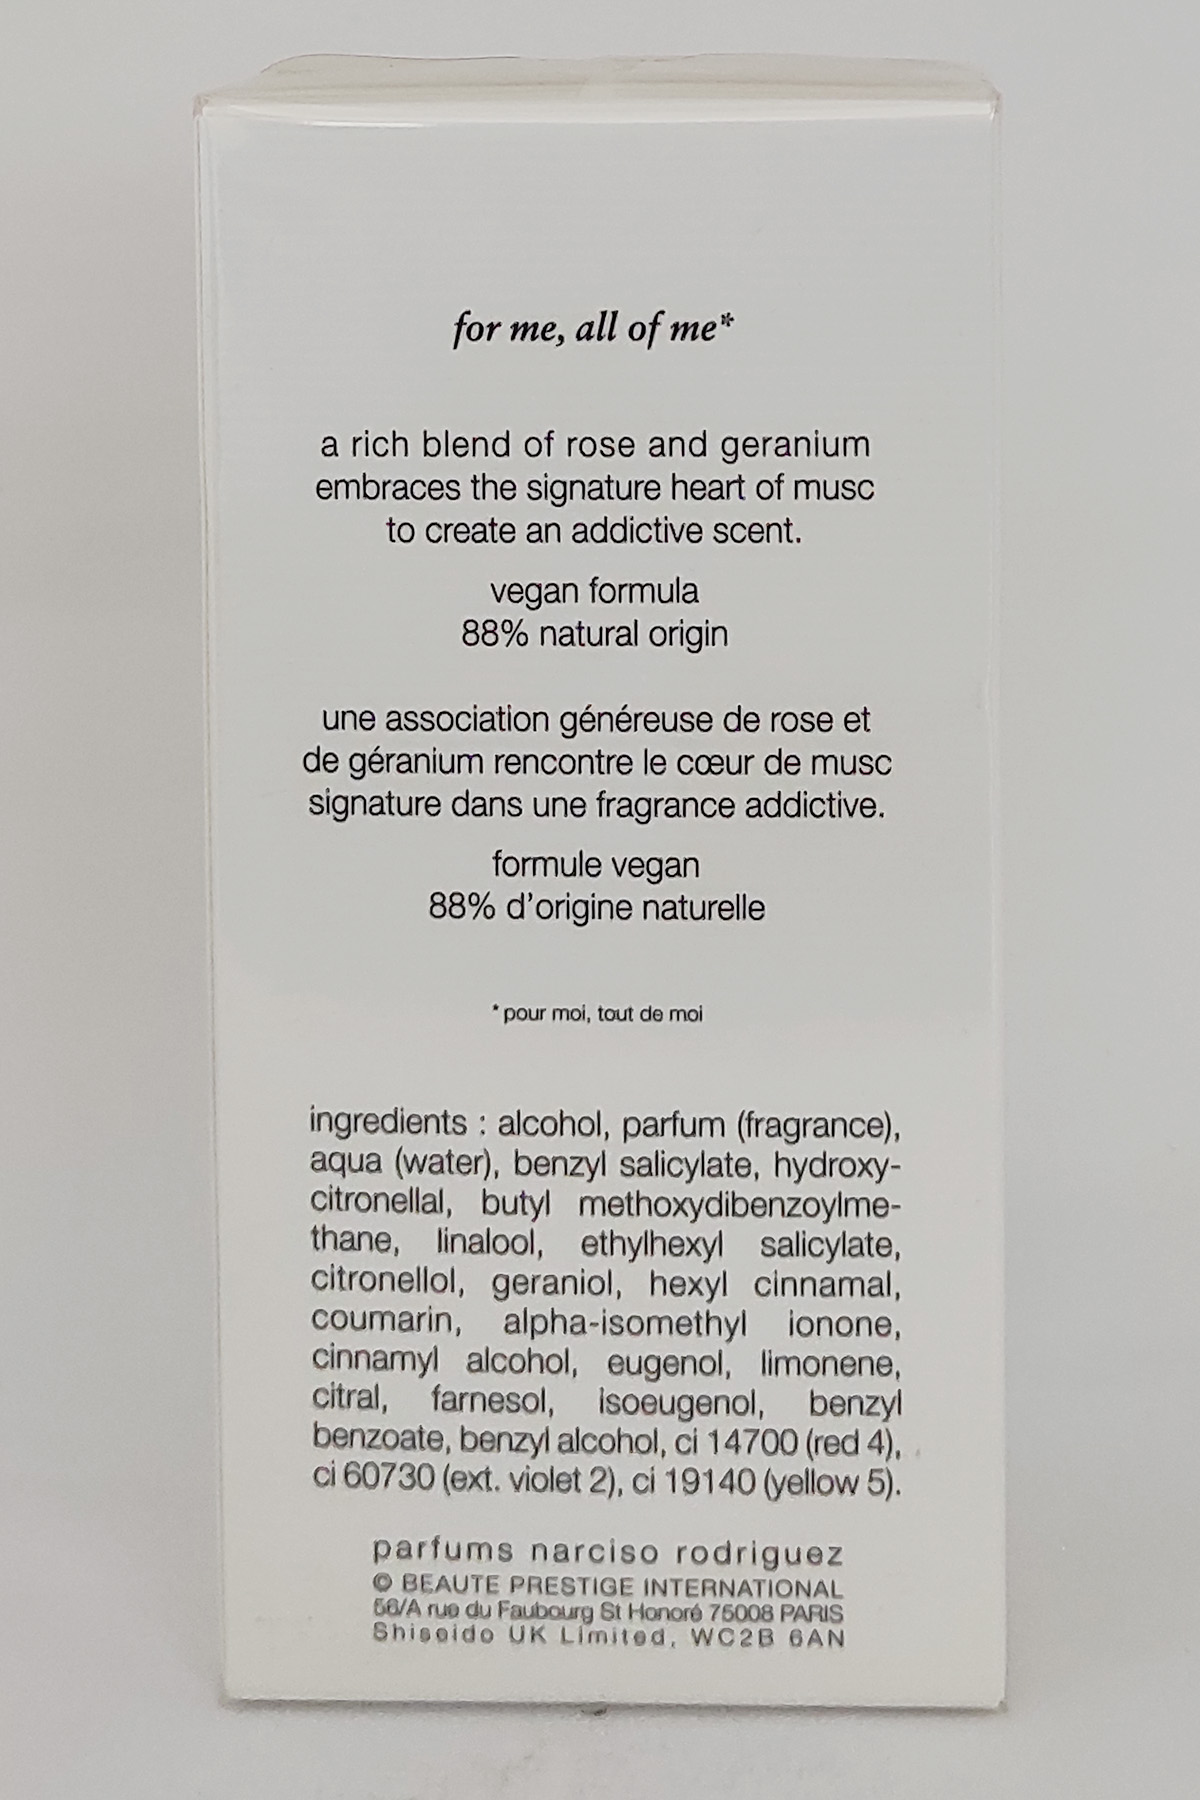 for me, all of me*
a rich blend of rose and geranium
embraces the signature heart of musc
to create an addictive scent.
vegan formula
88% natural origin
une association généreuse de rose et
de géranium rencontre le cœur de musc
signature dans une fragrance addictive.
formule vegan
88% d'origine naturelle
*pour moi, tout de moi
ingredients : alcohol, parfum (fragrance),
aqua (water), benzyl salicylate, hydroxy-
citronellal, butyl methoxydibenzoylme-
thane, linalool, ethylhexyl salicylate,
citronellol, geraniol, hexyl cinnamal,
coumarin, alpha-isomethyl ionone,
cinnamyl alcohol, eugenol, limonene,
citral, farnesol, isoeugenol, benzyl
benzoate, benzyl alcohol, ci 14700 (red 4),
ci 60730 (ext. violet 2), ci 19140 (yellow 5).
parfums narciso rodriguez
© BEAUTE PRESTIGE INTERNATIONAL
56/A rue du Faubourg St Honoré 75008 PARIS
Shiseido UK Limited, WC2B 6AN